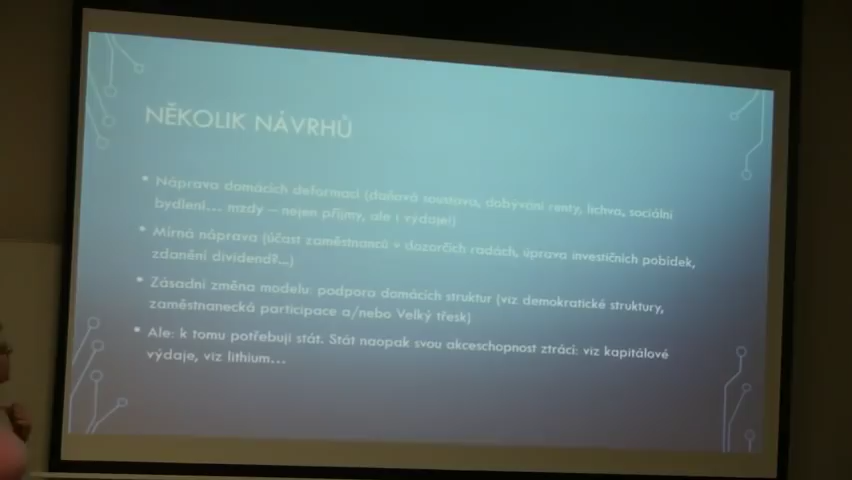 NĚKOLIK NÁVRHŮ
• Náprava domácích deformací (daňová soustava, dobývání renty, lichva, sociální
bydlení... mzdy – nejen příjmy, ale i výdaje!)
• Mírná náprava (účast zaměstnanců v dozorčích radách, úprava investičních pobídek,
zdanění dividend?...)
• Zásadní změna modelu: podpora domácích struktur (viz demokratické struktury,
zaměstnanecká participace a/nebo Velký třesk)
• Ale: k tomu potřebuji stát. Stát naopak svou akceschopnost ztrácí: viz kapitálové
výdaje, viz lithium...